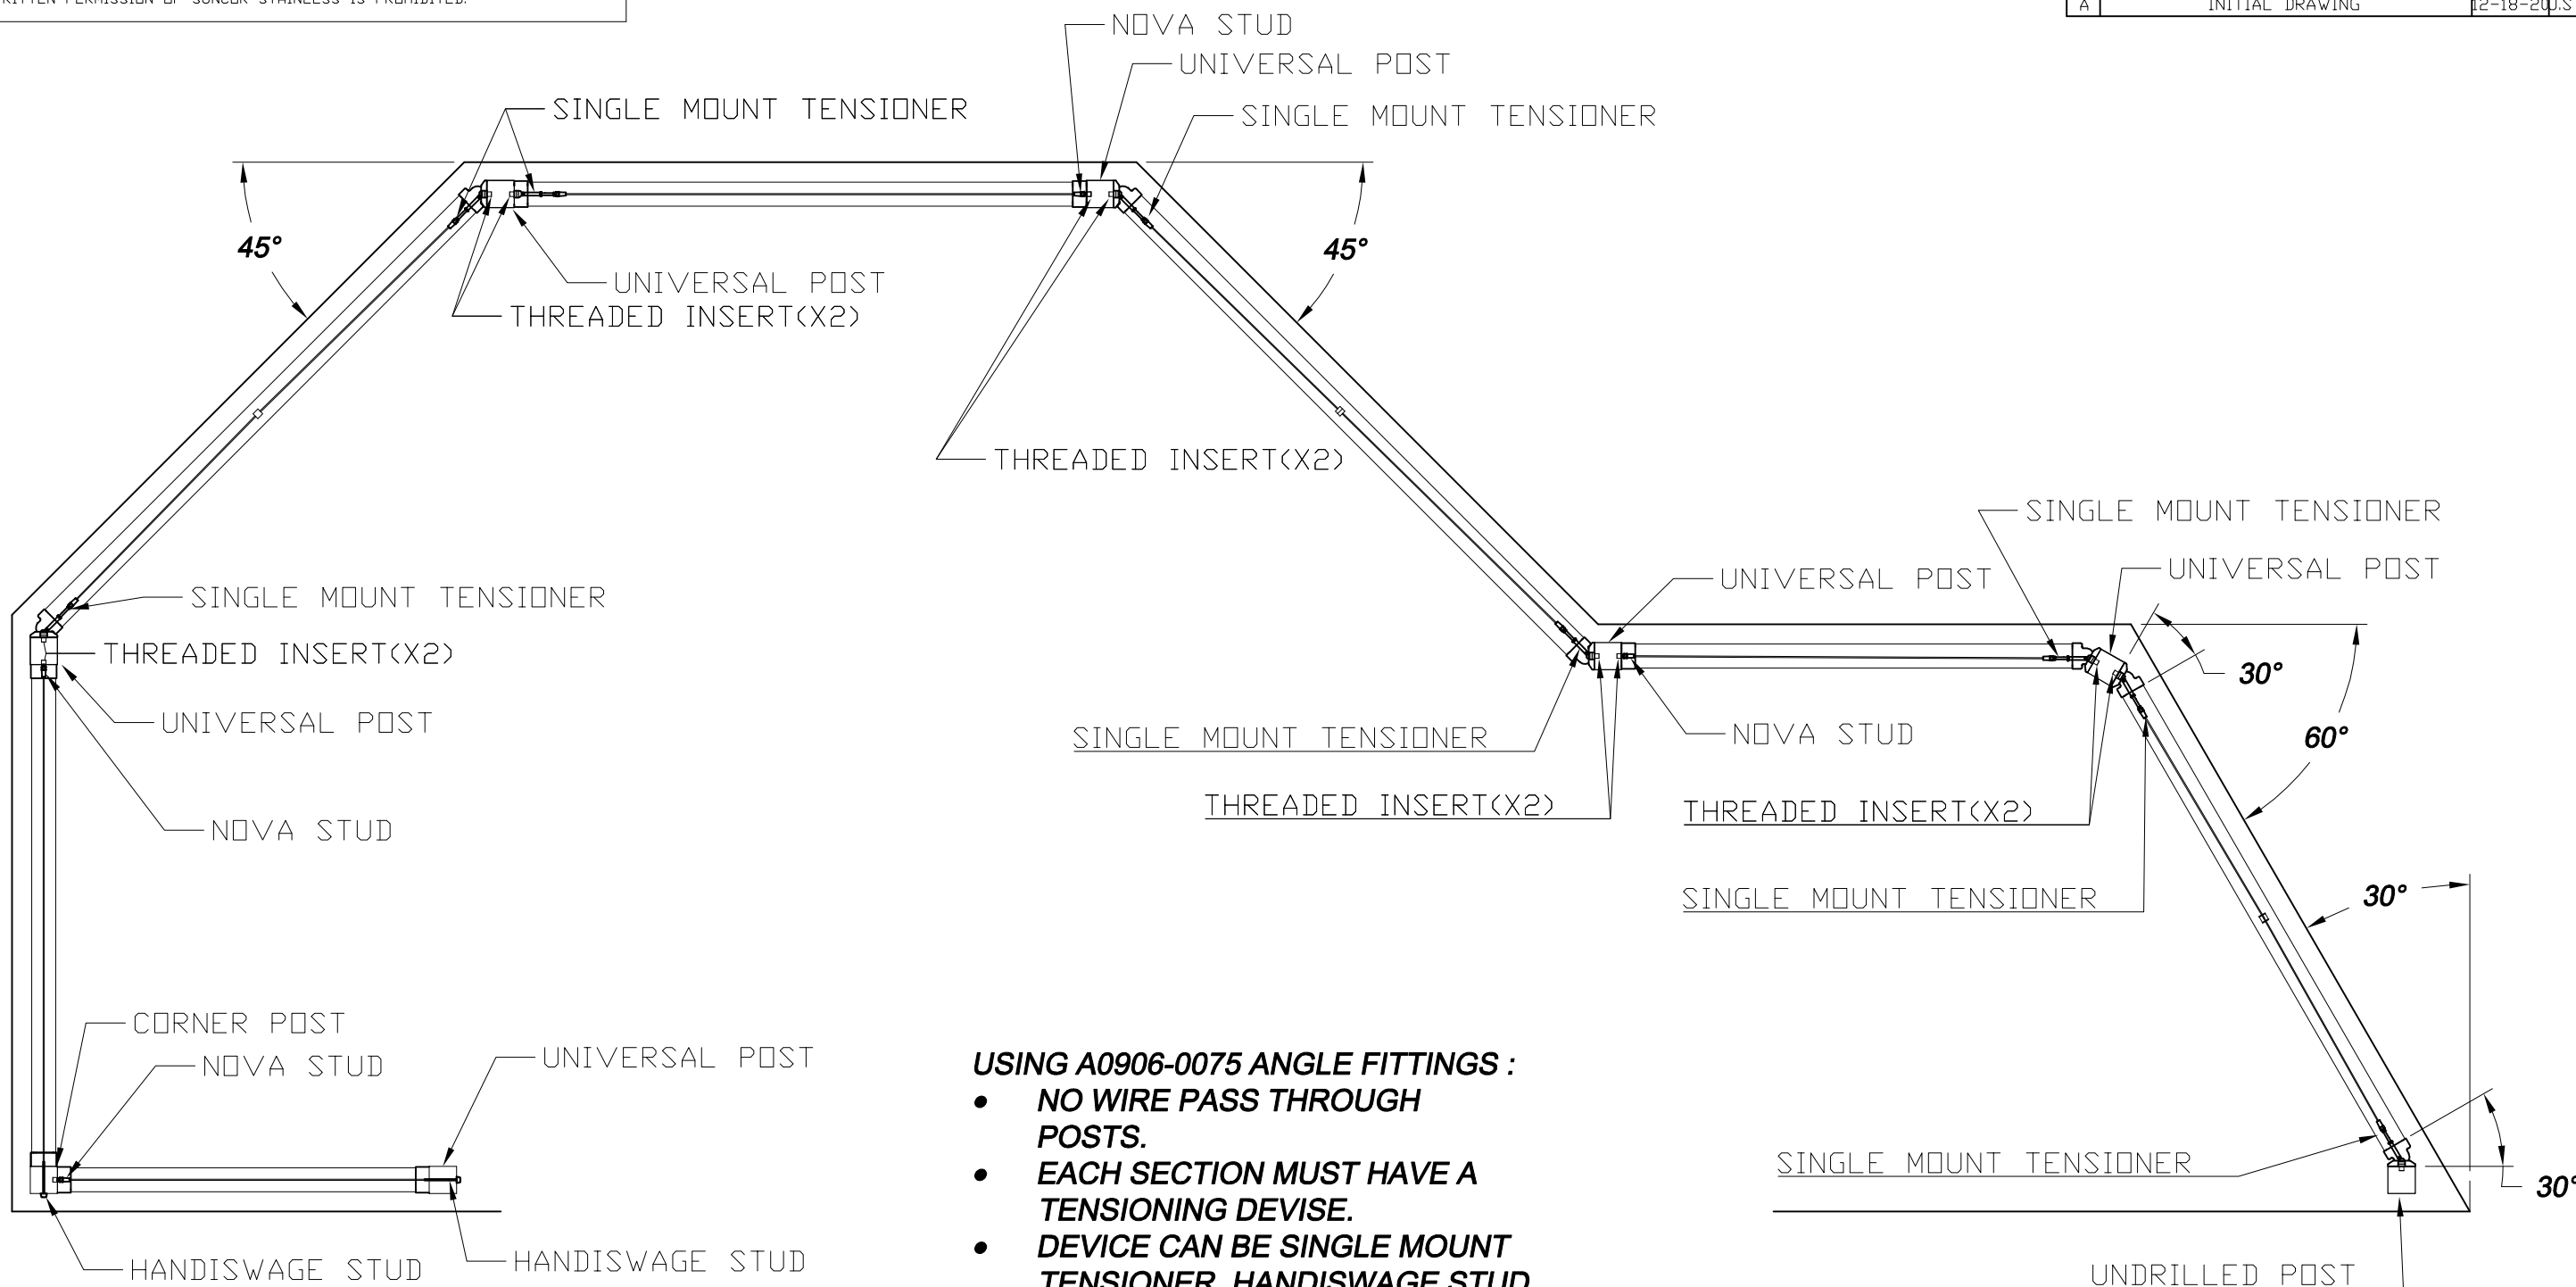 A INITIAL DRAWING
NOVA STUD
UNIVERSAL POST
SINGLE MOUNT TENSIONER
SINGLE MOUNT TENSIONER
45°
45°
UNIVERSAL POST
THREADED INSERT(X2)
THREADED INSERT(X2)
SINGLE MOUNT TENSIONER
UNIVERSAL POST
UNIVERSAL POST
SINGLE MOUNT TENSIONER
THREADED INSERT(X2)
30°
UNIVERSAL POST
SINGLE MOUNT TENSIONER
NOVA STUD
60°
THREADED INSERT(X2)
THREADED INSERT(X2)
NOVA STUD
SINGLE MOUNT TENSIONER
30°
CORNER POST
NOVA STUD
UNIVERSAL POST
USING A0906-0075 ANGLE FITTINGS :
• NO WIRE PASS THROUGH
POSTS.
• EACH SECTION MUST HAVE A
TENSIONING DEVISE.
• DEVICE CAN BE SINGLE MOUNT
TENSIONER, HANDISWAGE STUD
SINGLE MOUNT TENSIONER
30°
HANDISWAGE STUD
HANDISWAGE STUD
UNDRILLED POST